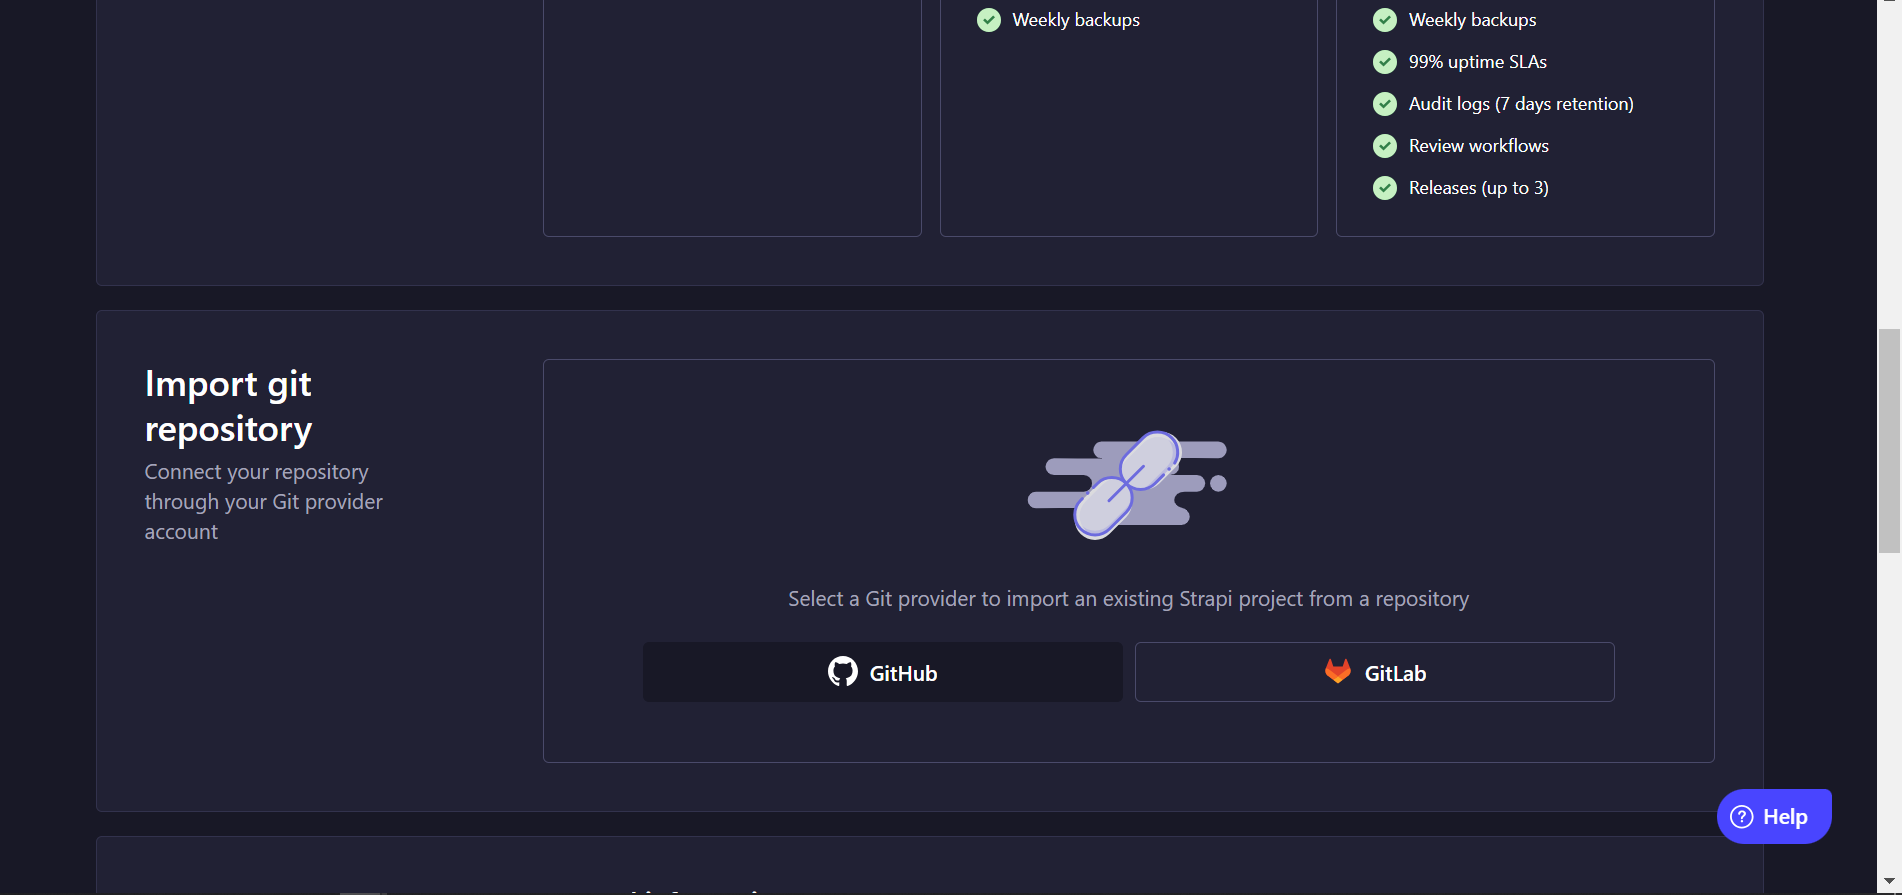 Weekly backups
Weekly backups
99% uptime SLAs
Audit logs (7 days retention)
Review workflows
Releases (up to 3)
Import git
repository
Connect your repository
through your Git provider
account
Select a Git provider to import an existing Strapi project from a repository
GitHub
GitLab
Help